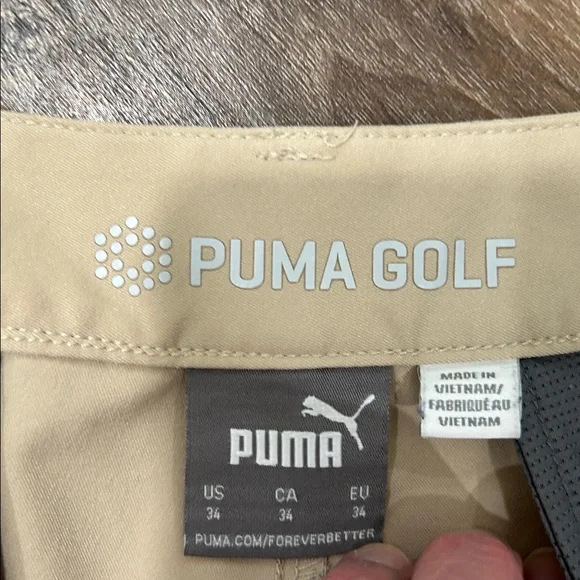 PUMA GOLF
MADE IN
VIETNAM/
FABRIQUÉ AU
VIETNAM
PUMA
US CA EU
34 34 34
PUMA.COM/FOREVERBETTER